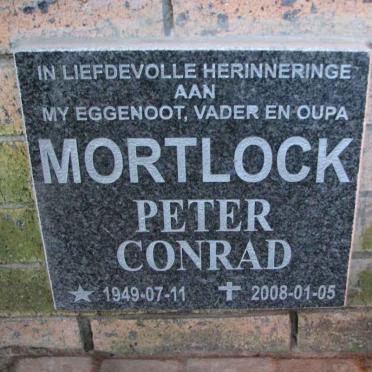 IN LIEFDEVOLLE HERINNERINGE
AAN
MY EGGENOOT, VADER EN OUPA
MORTLOCK
PETER
CONRAD
★ 1949-07-11 ✝ 2008-01-05